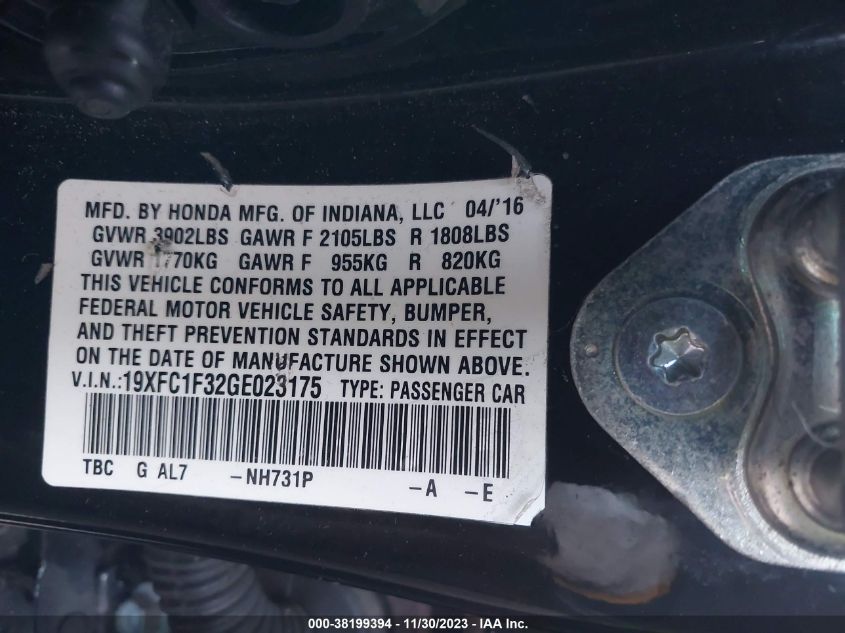 MFD. BY HONDA MFG. OF INDIANA, LLC 04/'16
GVWR 3902LBS GAWR F 2105LBS R 1808LBS
GVWR 1770KG GAWR F 955KG R 820KG
THIS VEHICLE CONFORMS TO ALL APPLICABLE
FEDERAL MOTOR VEHICLE SAFETY, BUMPER,
AND THEFT PREVENTION STANDARDS IN EFFECT
ON THE DATE OF MANUFACTURE SHOWN ABOVE.
V.I.N.:19XFC1F32GE023175 TYPE: PASSENGER CAR
TBC G AL7 -NH731P -A -E
000-38199394 - 11/30/2023 - IAA Inc.